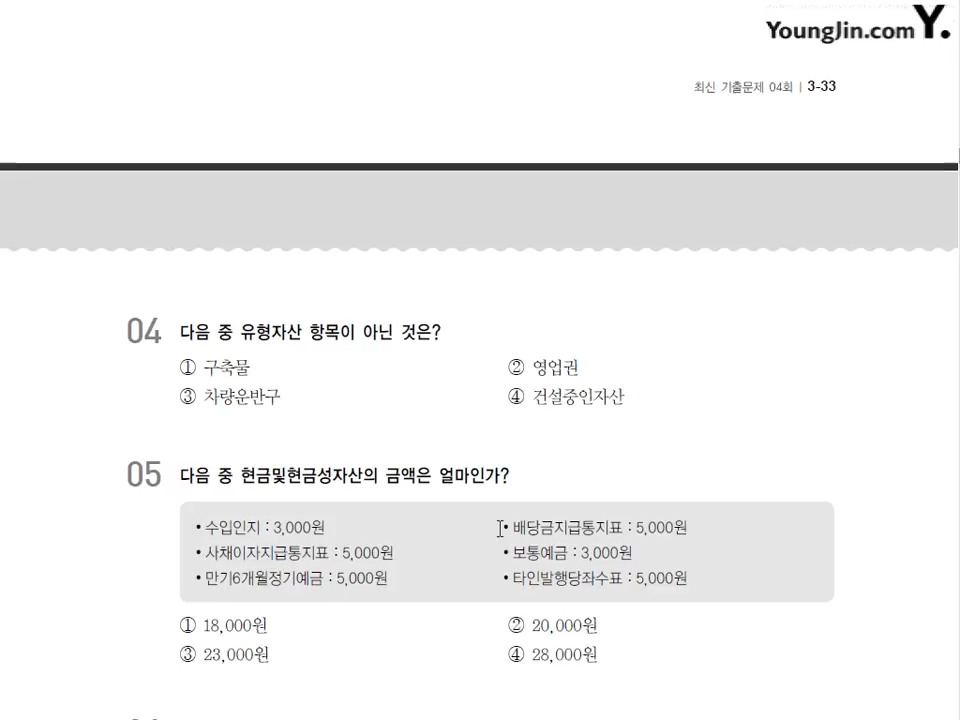 YoungJin.com Y.
최신 기출문제 04회 | 3-33
04 다음 중 유형자산 항목이 아닌 것은?
① 구축물 ② 영업권
③ 차량운반구 ④ 건설중인자산
05 다음 중 현금및현금성자산의 금액은 얼마인가?
• 수입인지 : 3,000원 • 배당금지급통지표 : 5,000원
• 사채이자지급통지표 : 5,000원 • 보통예금 : 3,000원
• 만기6개월정기예금 : 5,000원 • 타인발행당좌수표 : 5,000원
① 18,000원 ② 20,000원
③ 23,000원 ④ 28,000원